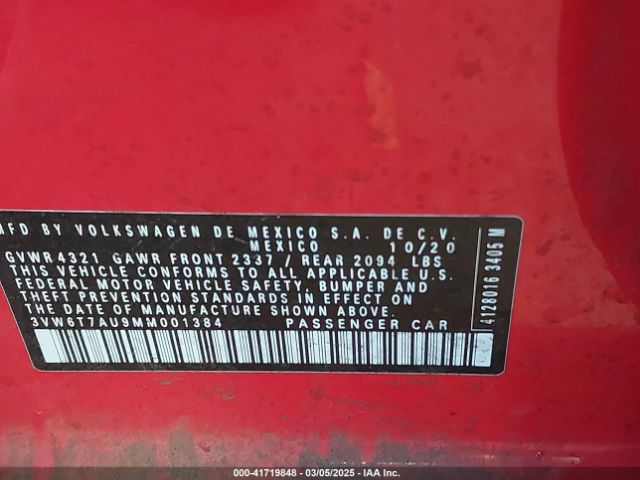 MFD BY VOLKSWAGEN DE MEXICO S.A. DE C.V.
MEXICO 10/20
GVWR 4321 GAWR FRONT 2337 / REAR 2094 LBS
THIS VEHICLE CONFORMS TO ALL APPLICABLE U.S.
FEDERAL MOTOR VEHICLE SAFETY, BUMPER AND
THEFT PREVENTION STANDARDS IN EFFECT ON
THE DATE OF MANUFACTURE SHOWN ABOVE.
3VW6T7AU9MM001384 PASSENGER CAR
4128016 3405 M
000-41719848 | 03/05/2025 | IAA Inc.